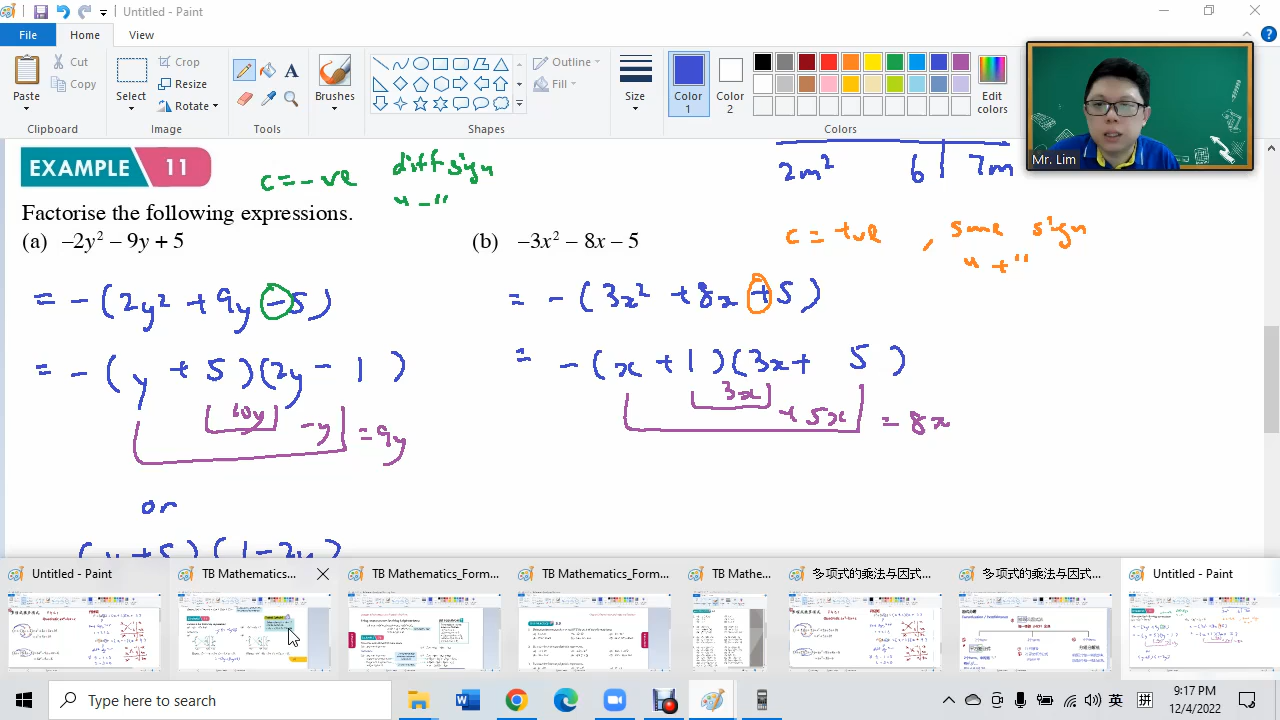 Untitled - Paint
File Home View
Paste Cut Copy Clipboard
Select Crop Resize Rotate Image
Tools
Brushes
Outline Fill Shapes
Size
Color 1 Color 2 Edit colors Colors
Mr. Lim
2m² 6 7m
EXAMPLE 11
c = -ve diff sign
" - "
Factorise the following expressions.
(a) –2y² – 9y + 5
(b) –3x² – 8x – 5
c = +ve , same sign
" + "
= - (2y² + 9y - 5)
= - (3x² + 8x + 5)
= - (y + 5)(2y - 1)
= - (x + 1)(3x + 5)
10y - y = 9y
3x + 5x = 8x
or
(y + 5) (1 - 2y)
Untitled - Paint
TB Mathematics...
TB Mathematics_Form...
TB Mathematics_Form...
TB Mathe...
多项式的乘法与因式...
多项式的乘法与因式...
Untitled - Paint
Type here to search
英
拼
9:17 PM
12/4/2022